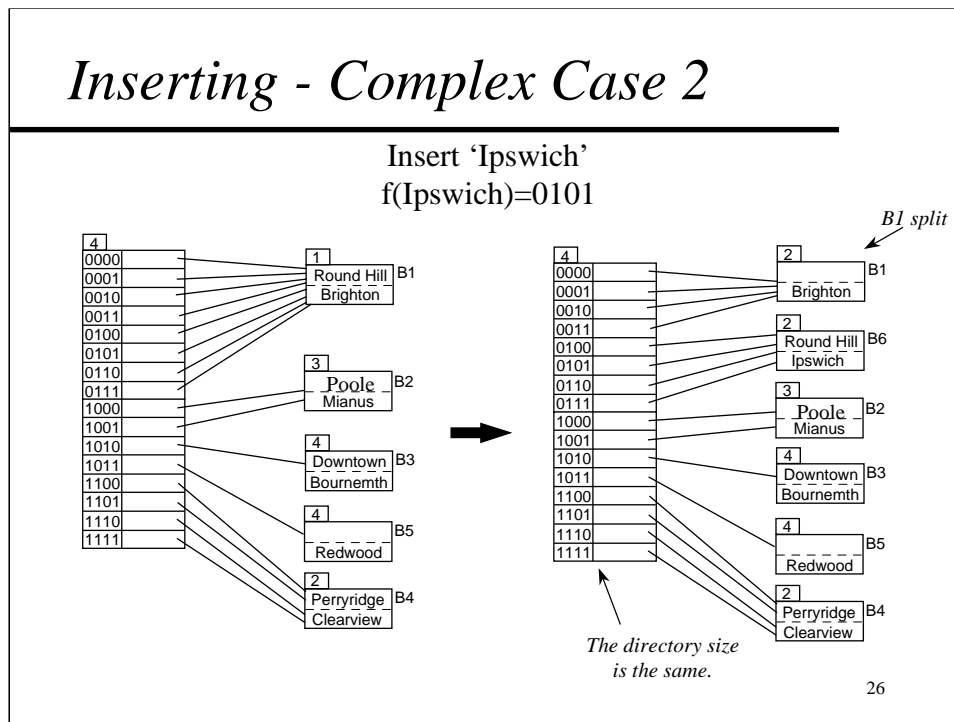 Inserting - Complex Case 2
Insert ‘Ipswich’
f(Ipswich)=0101
4
0000
0001
0010
0011
0100
0101
0110
0111
1000
1001
1010
1011
1100
1101
1110
1111
1
Round Hill
Brighton
B1
3
Poole
Mianus
B2
4
Downtown
Bournemth
B3
4
Redwood
B5
2
Perryridge
Clearview
B4
B1 split
4
0000
0001
0010
0011
0100
0101
0110
0111
1000
1001
1010
1011
1100
1101
1110
1111
2
Brighton
B1
2
Round Hill
Ipswich
B6
3
Poole
Mianus
B2
4
Downtown
Bournemth
B3
4
Redwood
B5
2
Perryridge
Clearview
B4
The directory size
is the same.
26